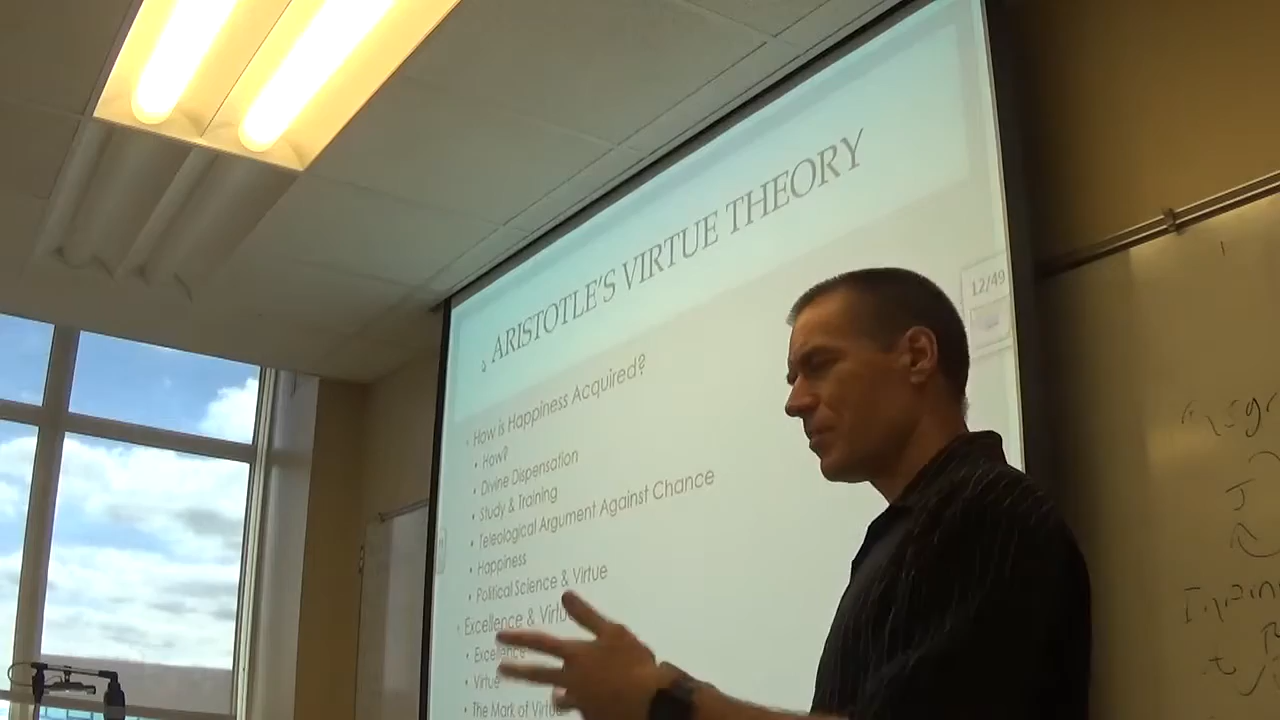 ARISTOTLE'S VIRTUE THEORY
12/49
• How is Happiness Acquired?
• How?
• Divine Dispensation
• Study & Training
• Teleological Argument Against Chance
• Happiness
• Political Science & Virtue
• Excellence & Virtue
• Excellence
• Virtue
• The Mark of Virtue